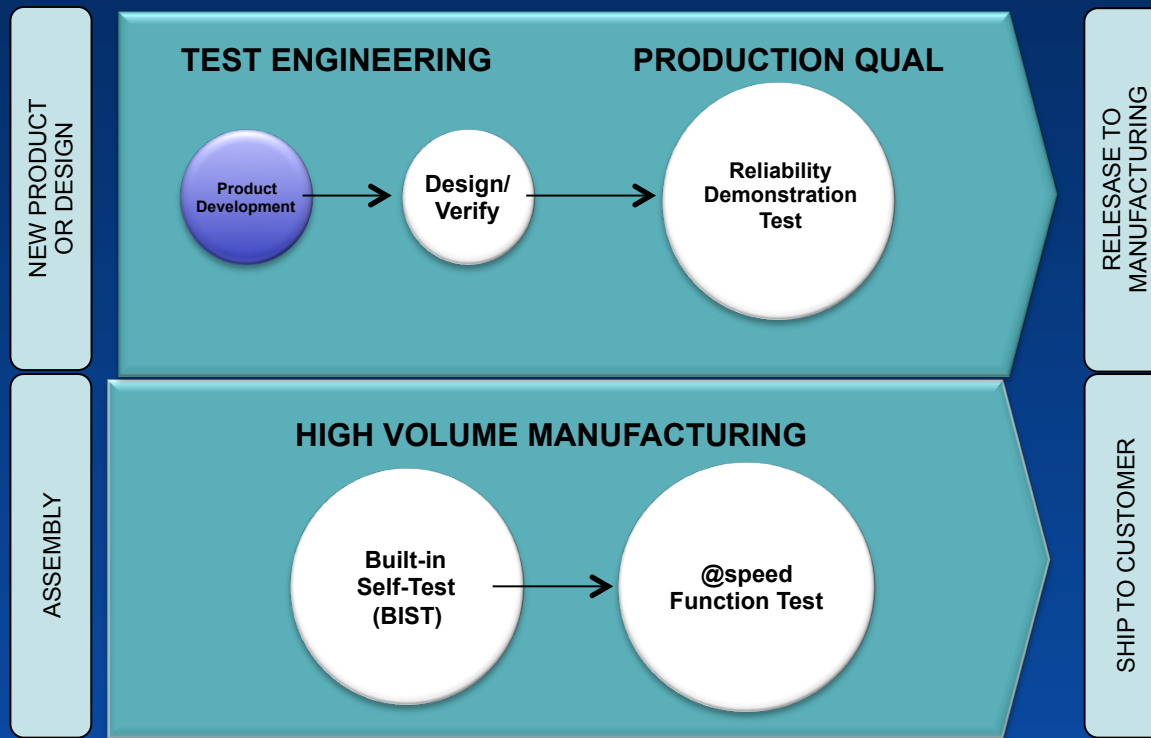 NEW PRODUCT
OR DESIGN
TEST ENGINEERING
PRODUCTION QUAL
Product
Development
Design/
Verify
Reliability
Demonstration
Test
RELESASE TO
MANUFACTURING
ASSEMBLY
HIGH VOLUME MANUFACTURING
Built-in
Self-Test
(BIST)
@speed
Function Test
SHIP TO CUSTOMER